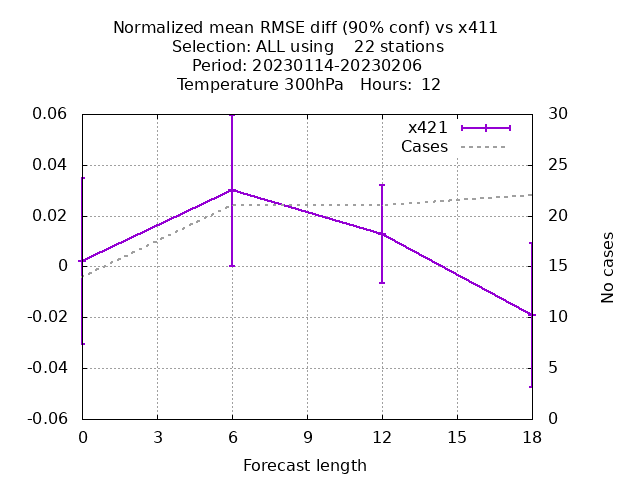 Normalized mean RMSE diff (90% conf) vs x411
Selection: ALL using    22 stations
Period: 20230114-20230206
Temperature 300hPa   Hours:  12
x421
Cases
0.06
0.04
0.02
0
-0.02
-0.04
-0.06
30
25
20
15
10
5
0
No cases
0 3 6 9 12 15 18
Forecast length